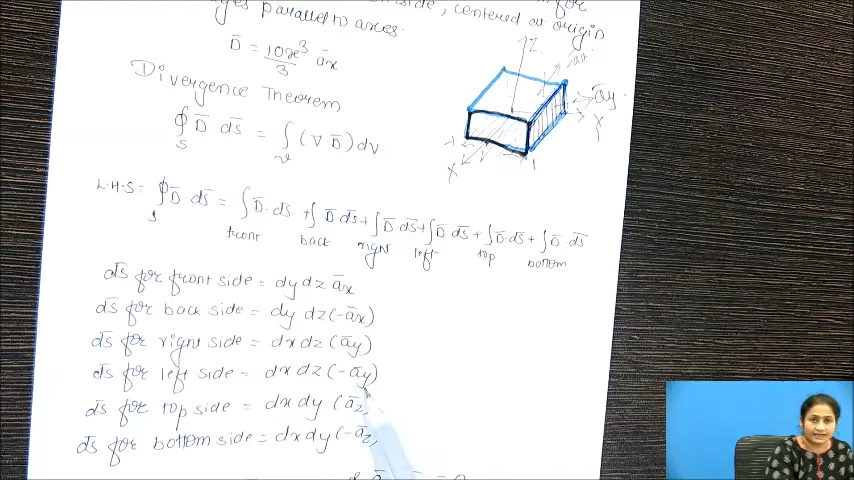 ges parallel to axes. side, centered at origin
D̄ = 10x³/3 āx
Divergence Theorem
∮s D̄ ds̄ = ∫v (∇ D̄) dv
L.H.S = ∮s D̄ ds̄ = ∫ D̄ · ds̄ + ∫ D̄ ds̄ + ∫ D̄ ds̄ + ∫ D̄ ds̄ + ∫ D̄ · ds̄ + ∫ D̄ · ds̄
front back right left top bottom
ds̄ for front side = dy dz āx
ds̄ for back side = dy dz (-āx)
ds̄ for right side = dx dz (āy)
ds̄ for left side = dx dz (-āy)
ds̄ for top side = dx dy (āz
ds̄ for bottom side = dx dy (-āz
Z
āy
Y
X